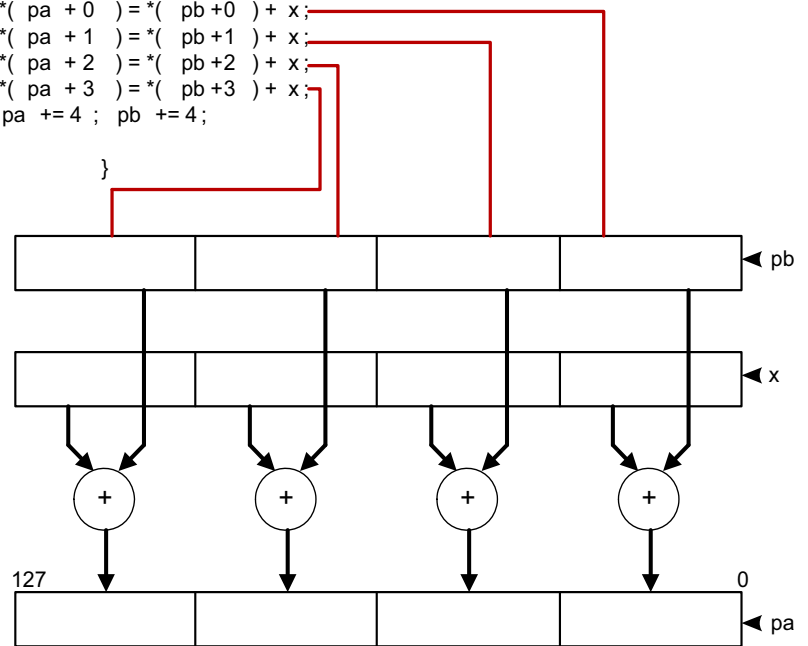 *( pa + 0 ) = *( pb +0 ) + x ;
*( pa + 1 ) = *( pb +1 ) + x ;
*( pa + 2 ) = *( pb +2 ) + x ;
*( pa + 3 ) = *( pb +3 ) + x ;
pa += 4 ; pb += 4 ;
}
pb
x
+ + + +
127 0
pa